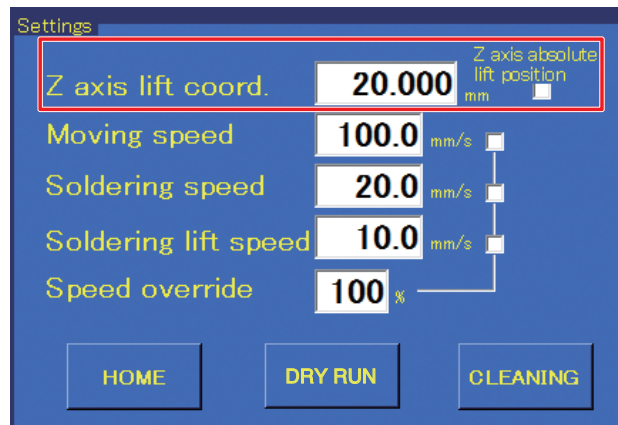 Settings
Z axis absolute
lift position
Z axis lift coord. 20.000 mm
Moving speed 100.0 mm/s
Soldering speed 20.0 mm/s
Soldering lift speed 10.0 mm/s
Speed override 100 %
HOME DRY RUN CLEANING